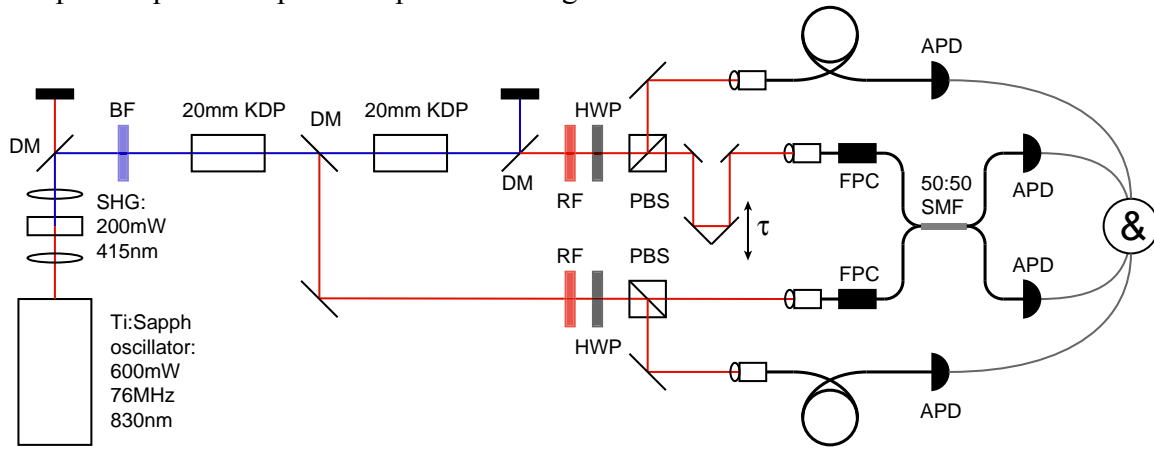 APD
BF
20mm KDP
DM
20mm KDP
HWP
DM
DM
RF
PBS
FPC
50:50
SMF
APD
&
SHG:
200mW
415nm
τ
RF
PBS
FPC
APD
HWP
Ti:Sapph
oscillator:
600mW
76MHz
830nm
APD